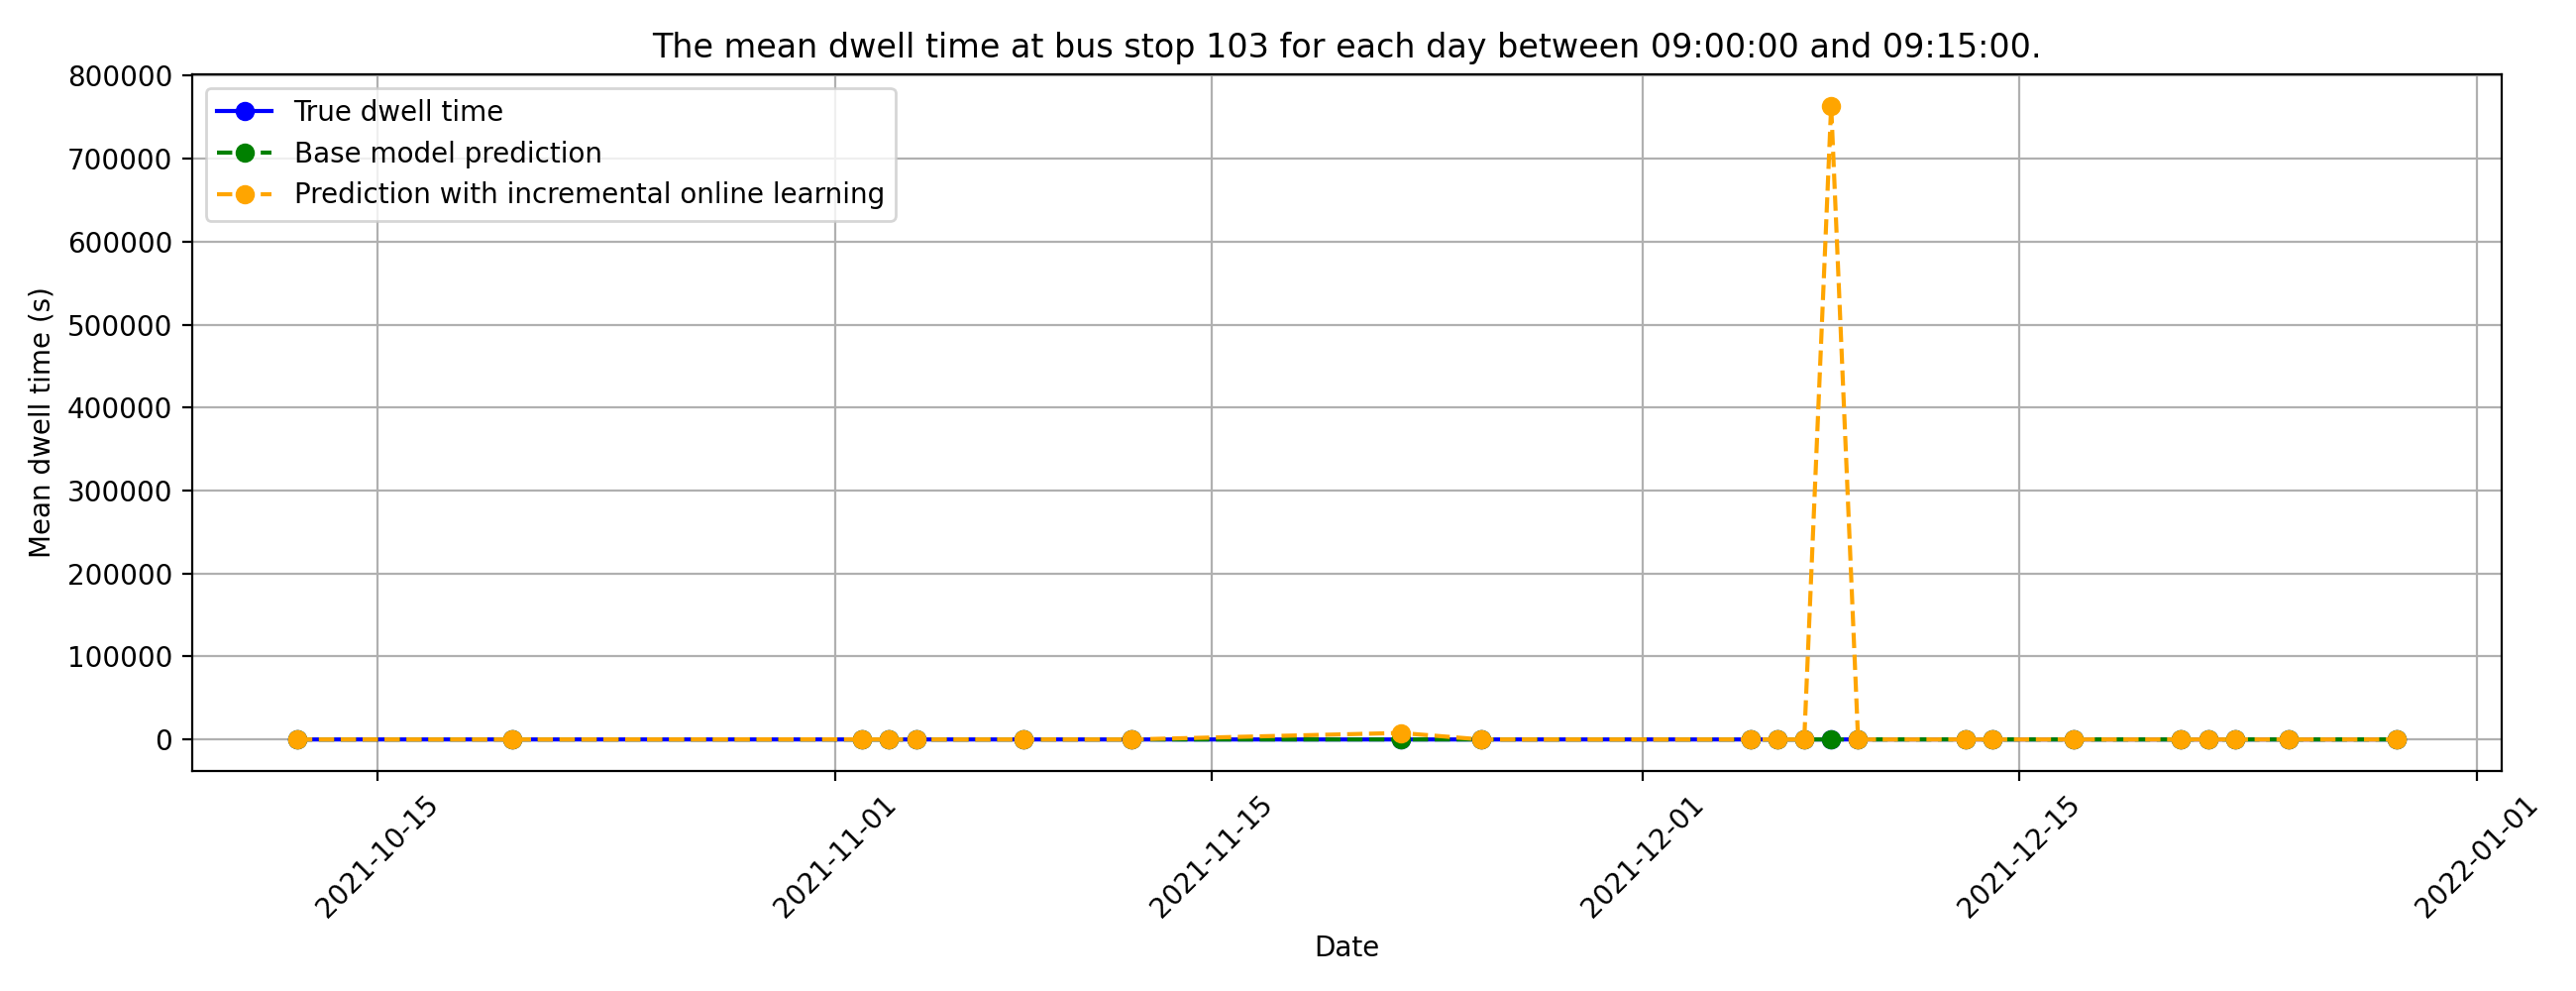 The mean dwell time at bus stop 103 for each day between 09:00:00 and 09:15:00.
800000
700000
600000
500000
400000
300000
200000
100000
0
Mean dwell time (s)
True dwell time
Base model prediction
Prediction with incremental online learning
2021-10-15
2021-11-01
2021-11-15
2021-12-01
2021-12-15
2022-01-01
Date